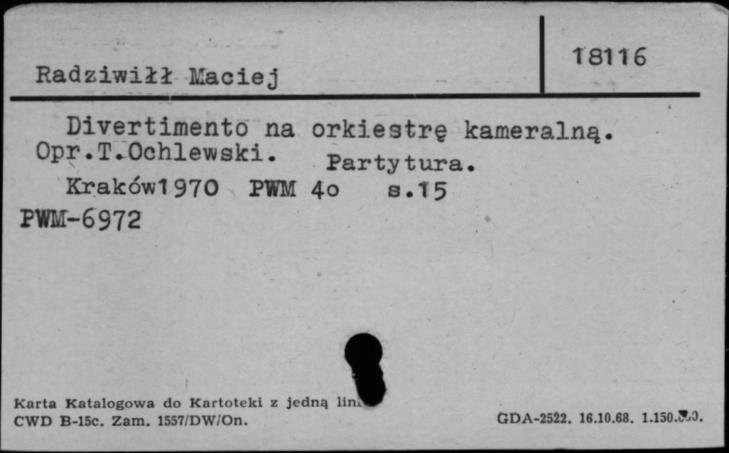 18116
Radziwiłł Maciej
Divertimento na orkiestrę kameralną.
Opr.T.Ochlewski. Partytura.
Kraków1970 PWM 4o s.15
PWM-6972
Karta Katalogowa do Kartoteki z jedną
CWD B-15c. Zam. 1557/DW/On.
GDA-2522. 16.10.68.